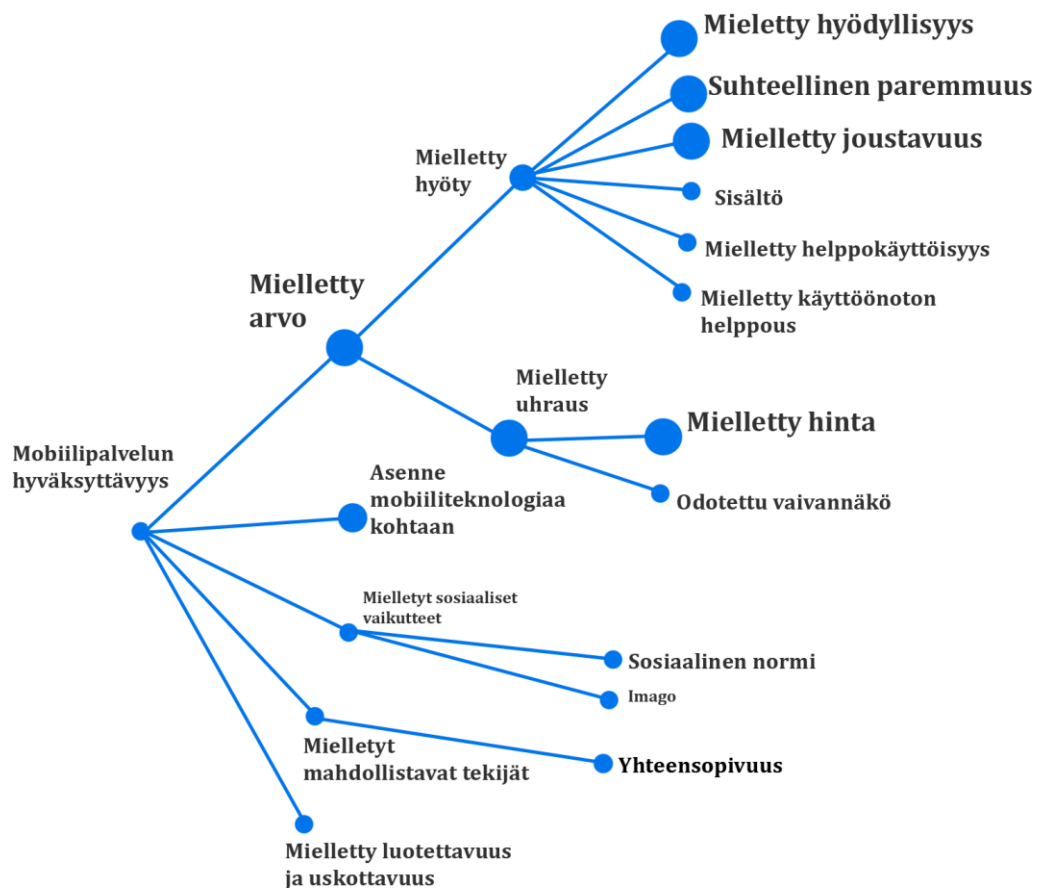 Mieletty hyödyllisyys
Suhteellinen paremmuus
Mielletty joustavuus
Mielletty
hyöty
Sisältö
Mielletty helppokäyttöisyys
Mielletty käyttöönoton
helppous
Mielletty
arvo
Mielletty
uhraus
Mielletty hinta
Odotettu vaivannäkö
Mobiilipalvelun
hyväksyttävyys
Asenne
mobiiliteknologiaa
kohtaan
Mielletyt sosiaaliset
vaikutteet
Sosiaalinen normi
Imago
Mielletyt
mahdollistavat tekijät
Yhteensopivuus
Mielletty luotettavuus
ja uskottavuus